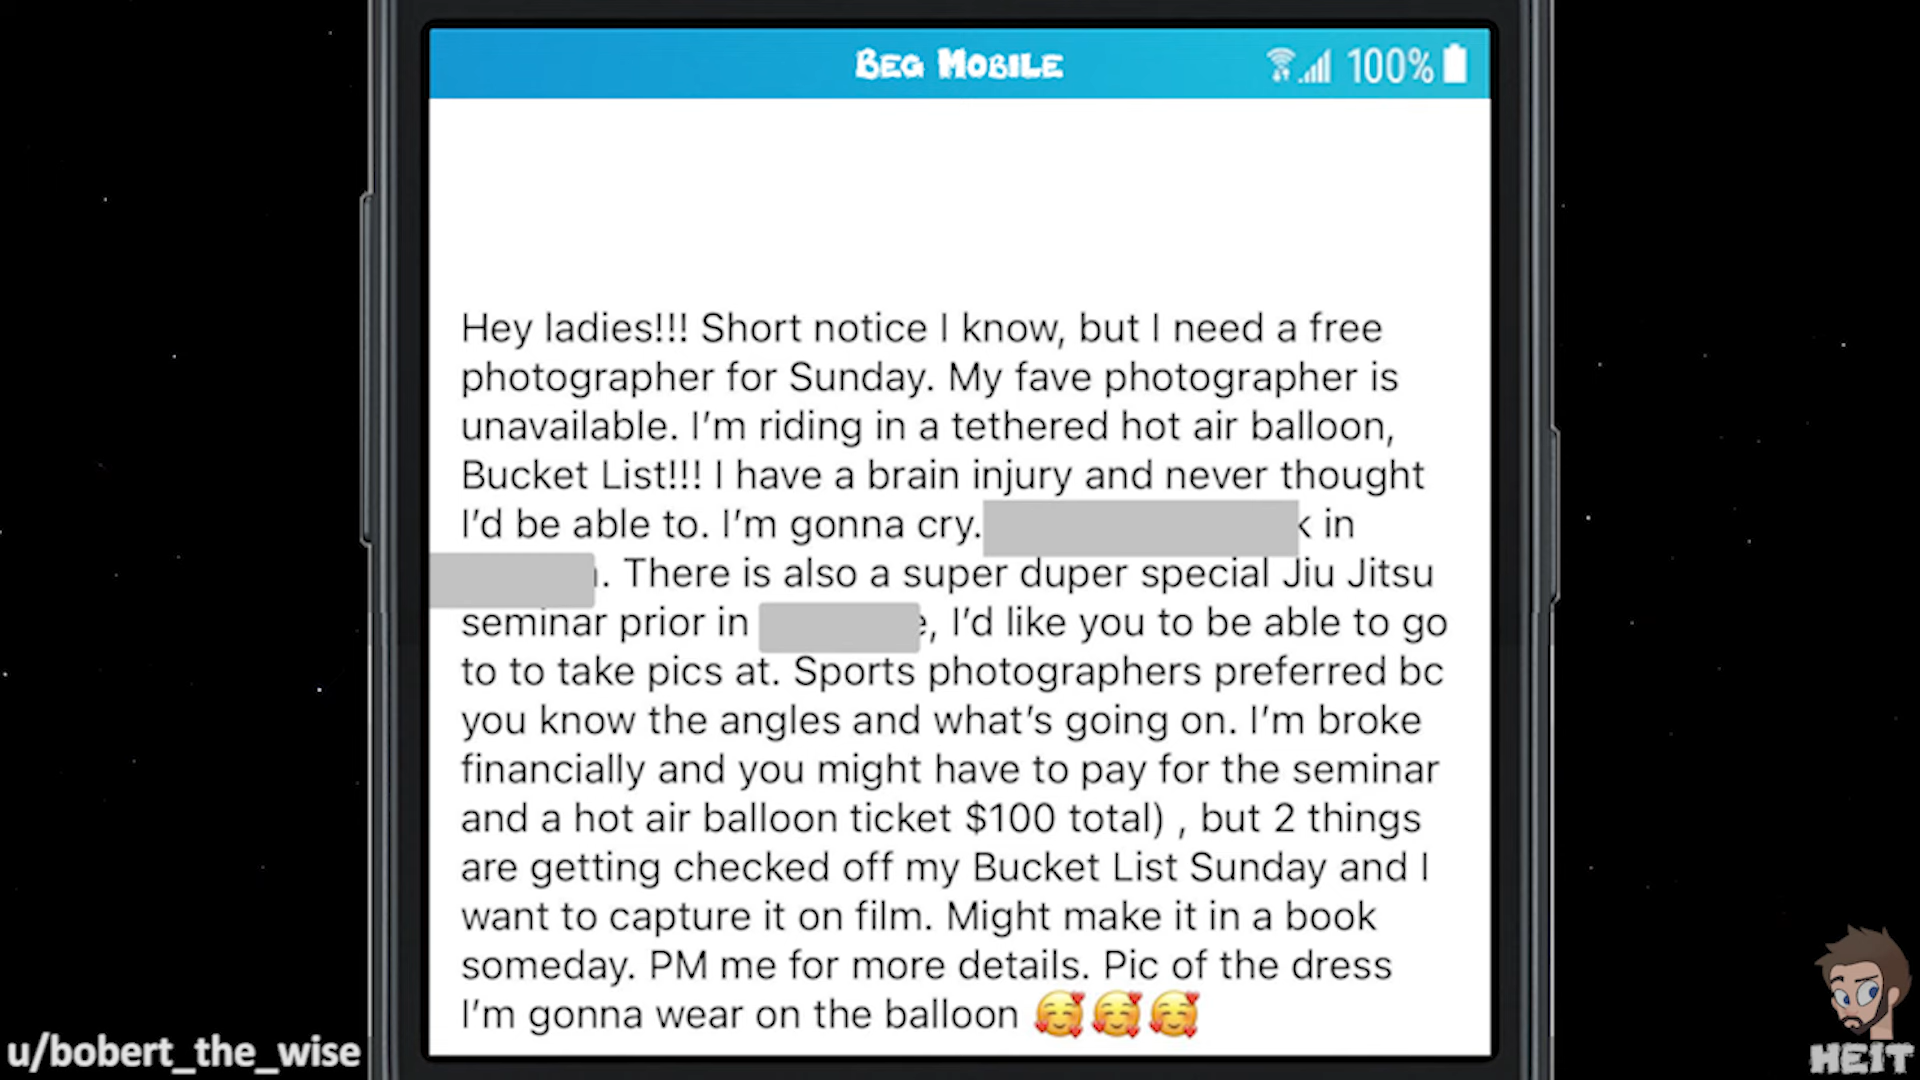 Beg Mobile
100%
Hey ladies!!! Short notice I know, but I need a free
photographer for Sunday. My fave photographer is
unavailable. I'm riding in a tethered hot air balloon,
Bucket List!!! I have a brain injury and never thought
I'd be able to. I'm gonna cry. k in
. There is also a super duper special Jiu Jitsu
seminar prior in e, I'd like you to be able to go
to to take pics at. Sports photographers preferred bc
you know the angles and what's going on. I'm broke
financially and you might have to pay for the seminar
and a hot air balloon ticket $100 total) , but 2 things
are getting checked off my Bucket List Sunday and I
want to capture it on film. Might make it in a book
someday. PM me for more details. Pic of the dress
I'm gonna wear on the balloon 🥰🥰🥰
u/bobert_the_wise
HEIT